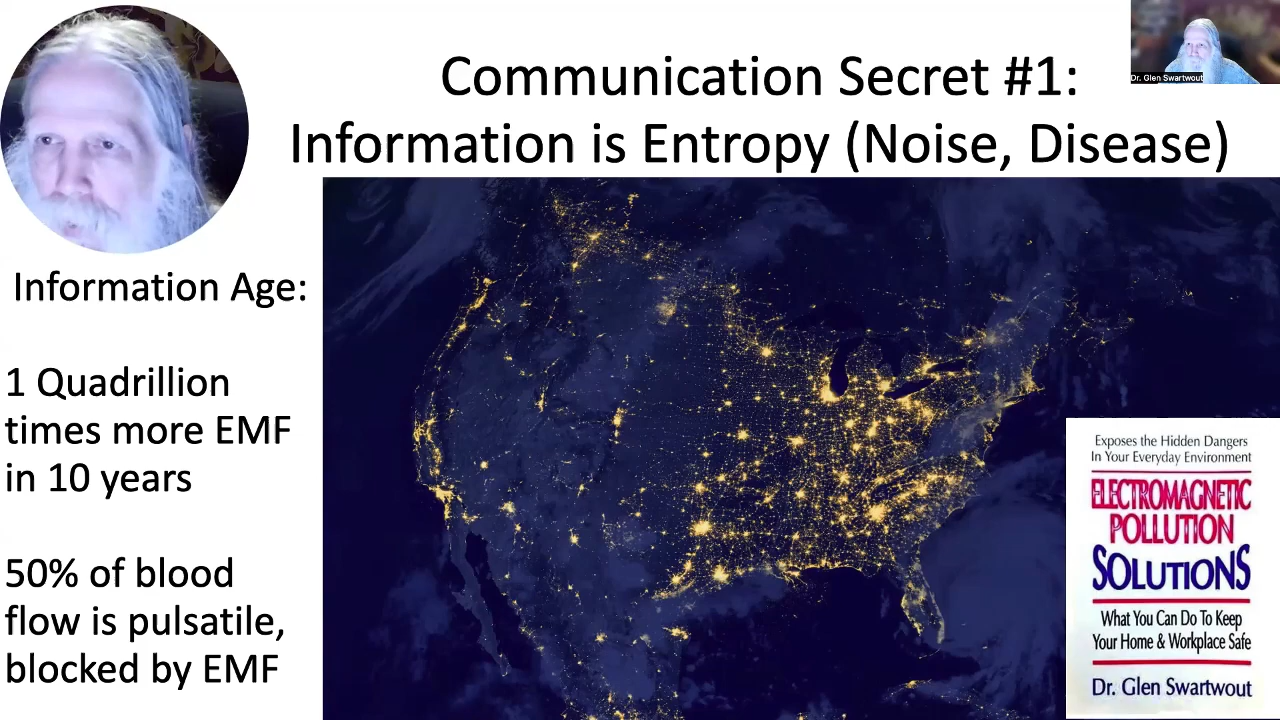 Communication Secret #1:
Information is Entropy (Noise, Disease)
Dr. Glen Swartwout
Information Age:
1 Quadrillion
times more EMF
in 10 years
50% of blood
flow is pulsatile,
blocked by EMF
Exposes the Hidden Dangers
In Your Everyday Environment
ELECTROMAGNETIC
POLLUTION
SOLUTIONS
What You Can Do To Keep
Your Home & Workplace Safe
Dr. Glen Swartwout